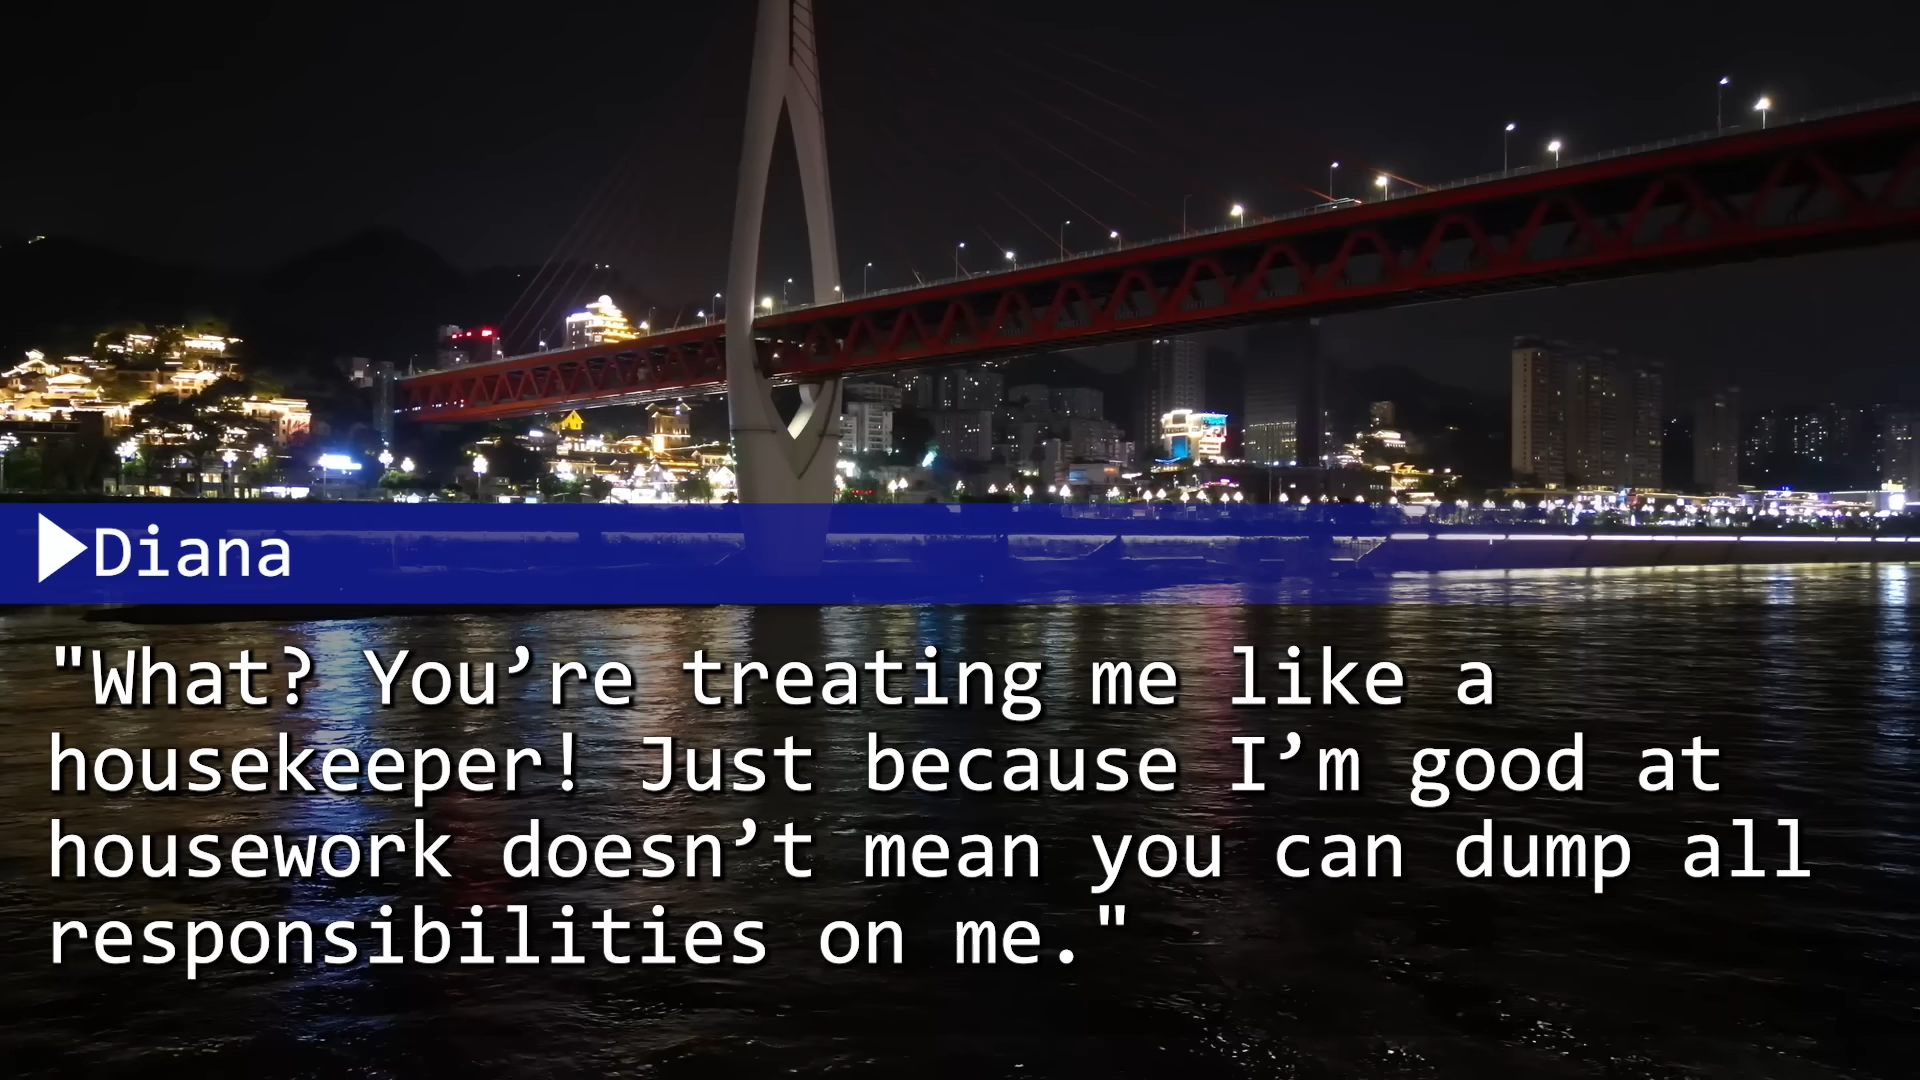 Diana
"What? You’re treating me like a
housekeeper! Just because I’m good at
housework doesn’t mean you can dump all
responsibilities on me."